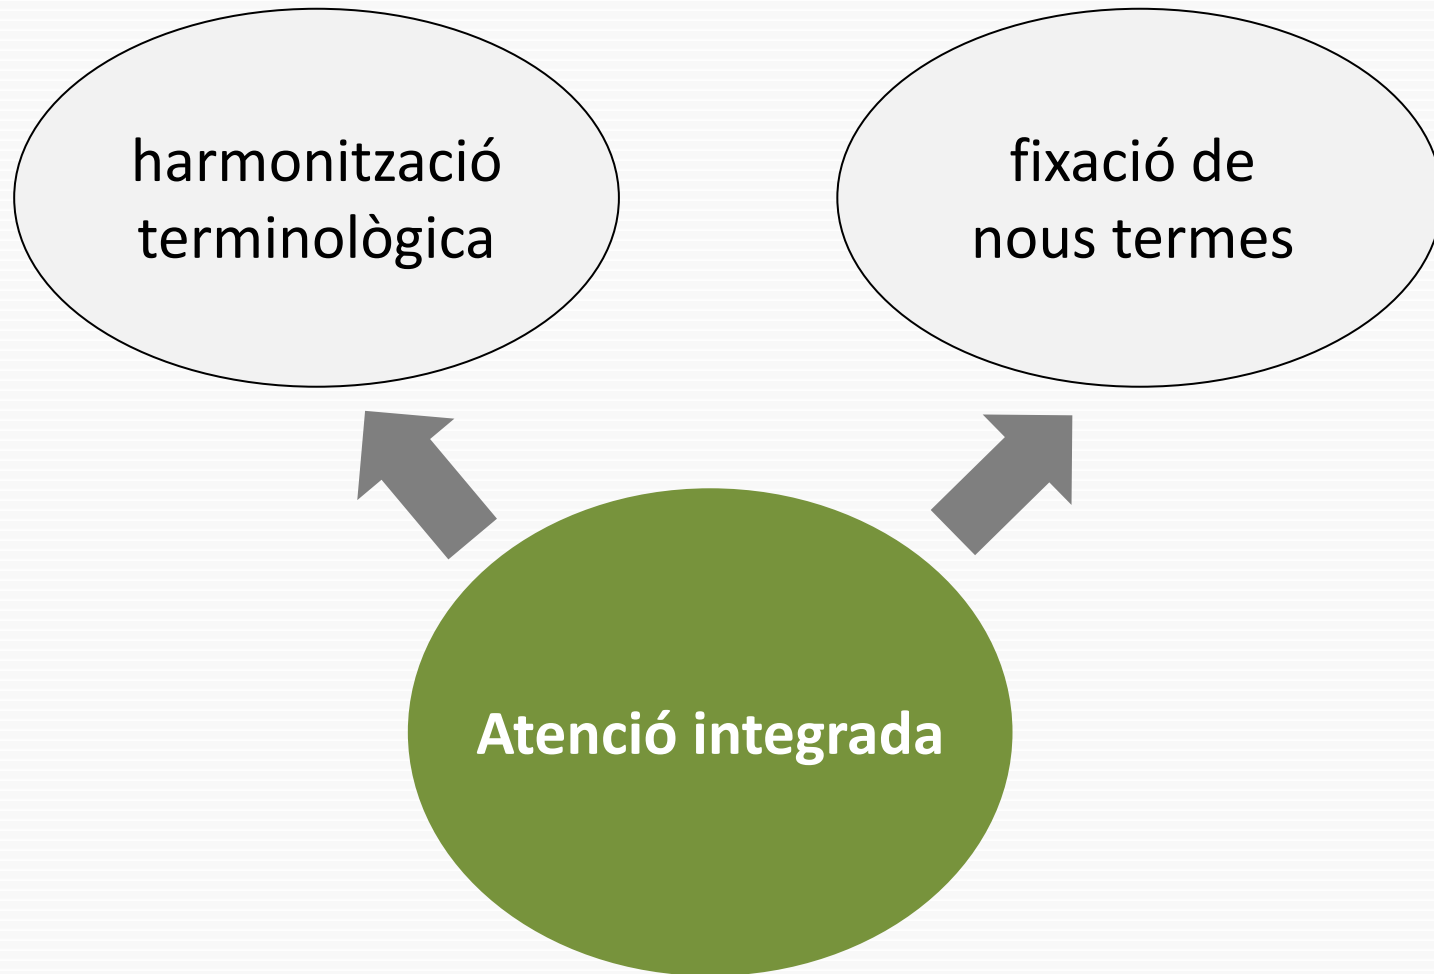 harmonització
terminològica
fixació de
nous termes
Atenció integrada